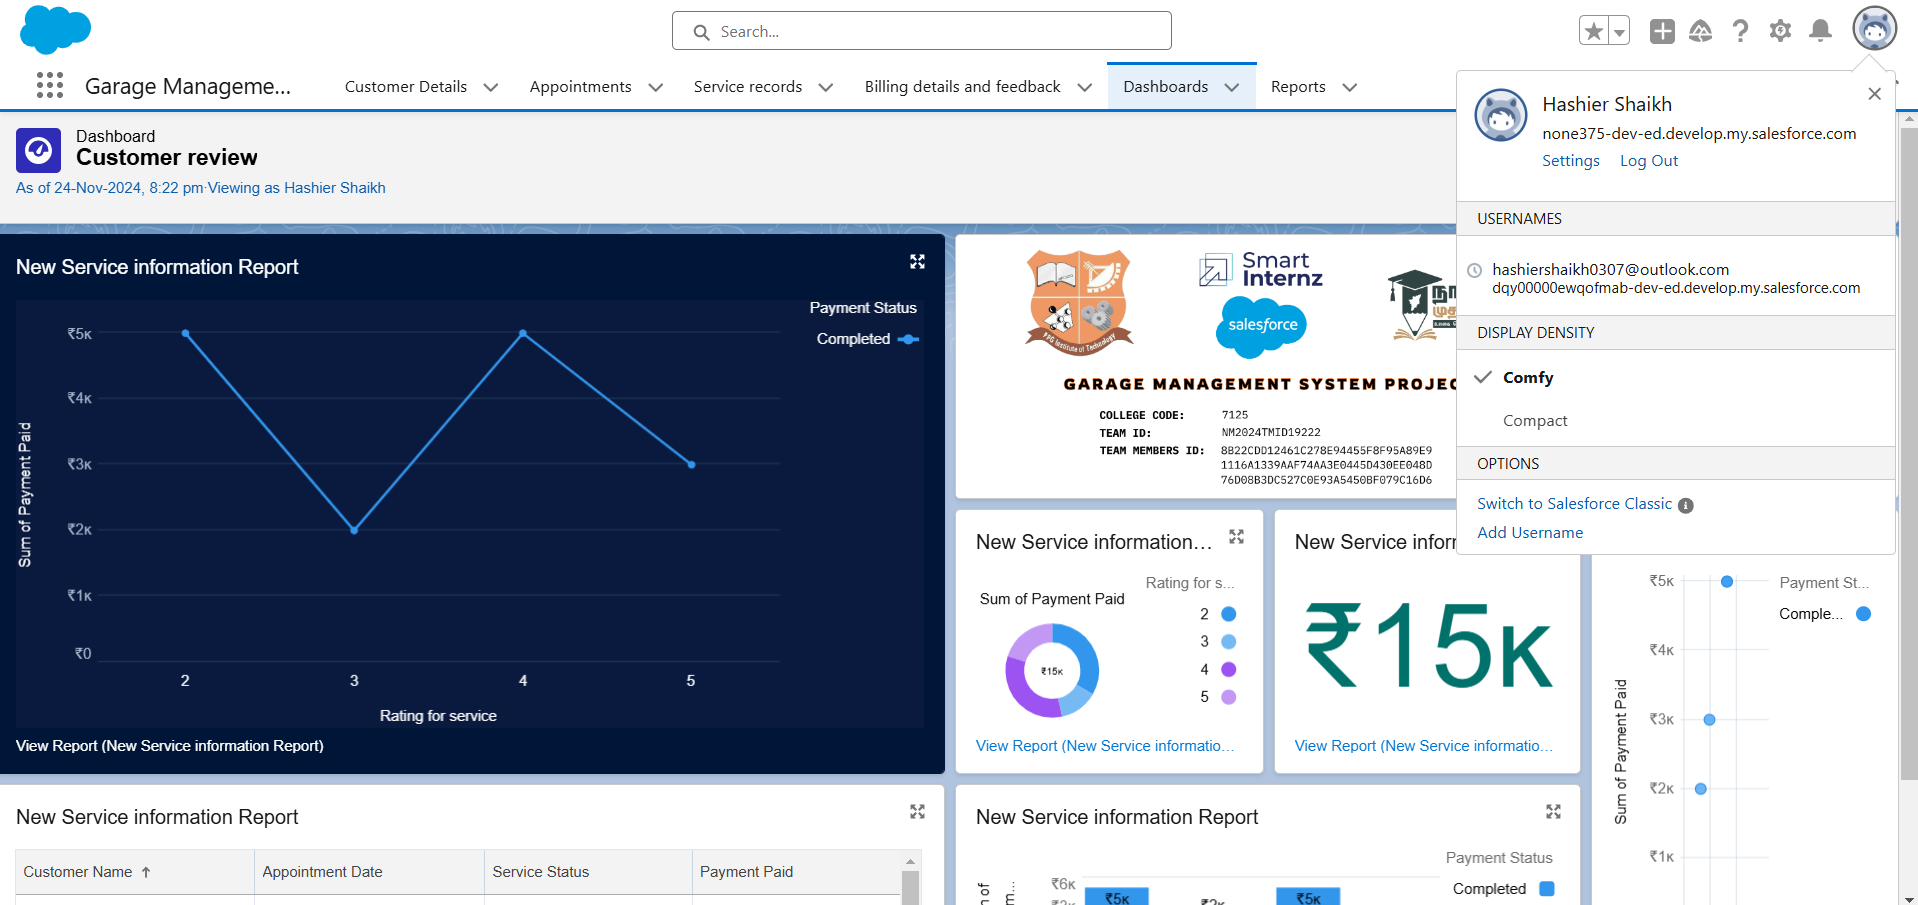 Search...
Garage Manageme...
Customer Details
Appointments
Service records
Billing details and feedback
Dashboards
Reports
Dashboard
Customer review
As of 24-Nov-2024, 8:22 pm·Viewing as Hashier Shaikh
Hashier Shaikh
none375-dev-ed.develop.my.salesforce.com
Settings Log Out
USERNAMES
hashiershaikh0307@outlook.com
dqy00000ewqofmab-dev-ed.develop.my.salesforce.com
DISPLAY DENSITY
Comfy
Compact
OPTIONS
Switch to Salesforce Classic
Add Username
New Service information Report
Payment Status
Completed
Sum of Payment Paid
₹5K
₹4K
₹3K
₹2K
₹1K
₹0
2 3 4 5
Rating for service
View Report (New Service information Report)
PPG Institute of Technology
Smart
Internz
salesforce
GARAGE MANAGEMENT SYSTEM PROJEC
COLLEGE CODE: 7125
TEAM ID: NM2024TMID19222
TEAM MEMBERS ID: 8B22CDD12461C278E94455F8F95A89E9
1116A1339AAF74AA3E0445D430EE048D
76D08B3DC527C0E93A5450BF079C16D6
New Service information...
Rating for s...
Sum of Payment Paid
2
3
4
5
₹15K
View Report (New Service informatio...
New Service infor
₹15K
View Report (New Service informatio...
Payment St...
Comple...
Sum of Payment Paid
₹5K
₹4K
₹3K
₹2K
₹1K
New Service information Report
Customer Name
Appointment Date
Service Status
Payment Paid
New Service information Report
Payment Status
Completed
₹6K
₹5K
₹5K